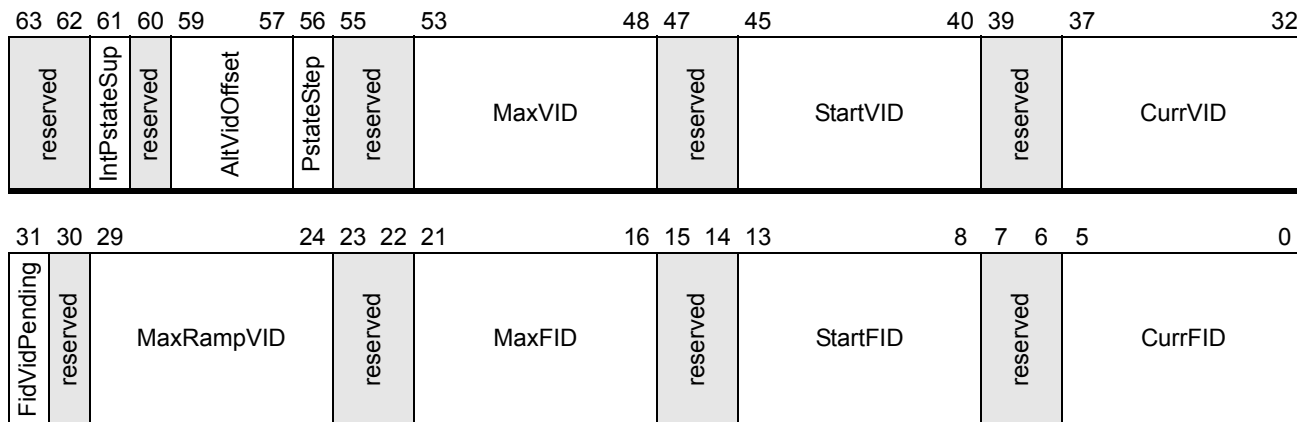 63 62 61 60 59 57 56 55 53 48 47 45 40 39 37 32
reserved IntPstateSup reserved AltVidOffset PstateStep reserved MaxVID reserved StartVID reserved CurrVID
31 30 29 24 23 22 21 16 15 14 13 8 7 6 5 0
FidVidPending reserved MaxRampVID reserved MaxFID reserved StartFID reserved CurrFID